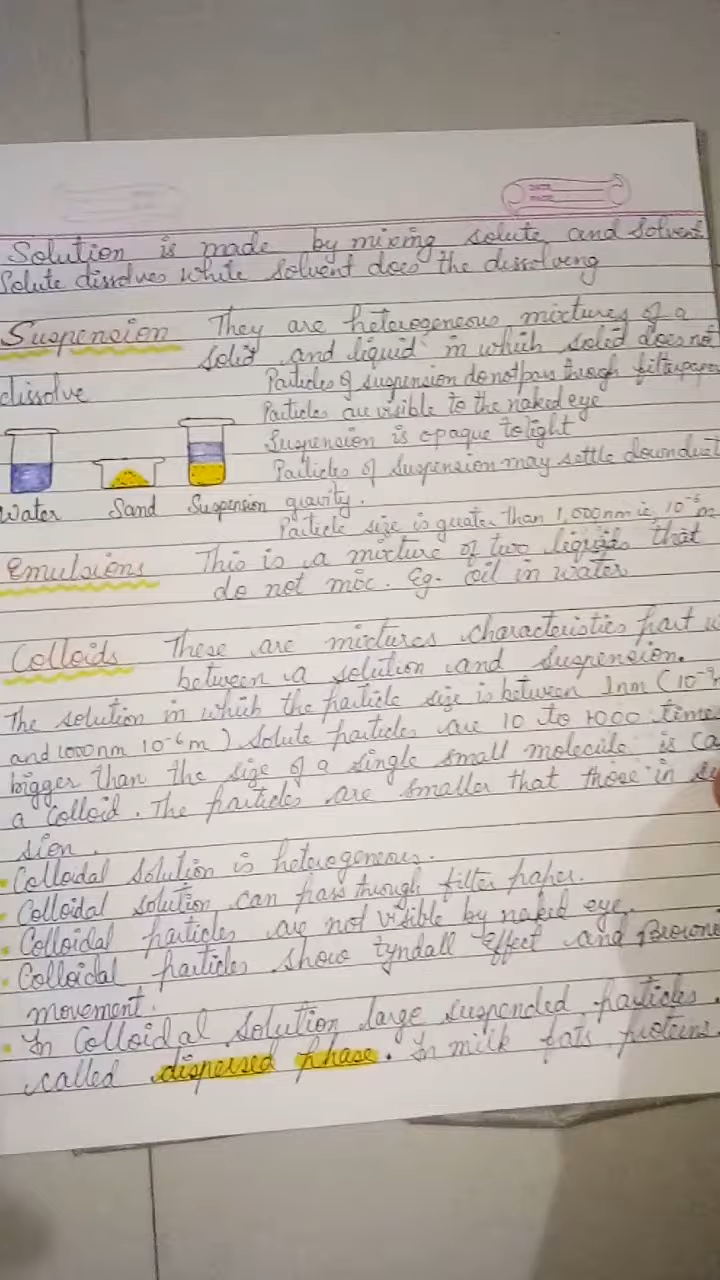 Solution is made by mixing solute and solvent
Solute dissolves while solvent does the dissolving
Suspension They are heterogeneous mixtures of a
solid and liquid in which solid does not
dissolve
Particles of suspension do not pass through filter paper
Particles are visible to the naked eye
Suspension is opaque to light
Particles of suspension may settle down due to
Water Sand Suspension gravity.
Particle size is greater than 1,000nm ie, 10⁻⁶ m
Emulsions This is a mixture of two liquids that
do not mix. Eg. oil in water
Colloids These are mixtures characteristics part
between a solution and suspension.
The solution in which the particle size is between 1nm (10⁻⁹
and 1000nm 10⁻⁶m) Solute particles are 10 to 1000 times
bigger than the size of a single small molecule is
a colloid. The particles are smaller that those in
sion.
• Colloidal solution is heterogeneous.
• Colloidal solution can pass through filter paper.
• Colloidal particles are not visible by naked eye.
• Colloidal particles show tyndall Effect and
movement.
• In Colloidal solution large suspended particles
called dispersed phase. In milk fats, proteins